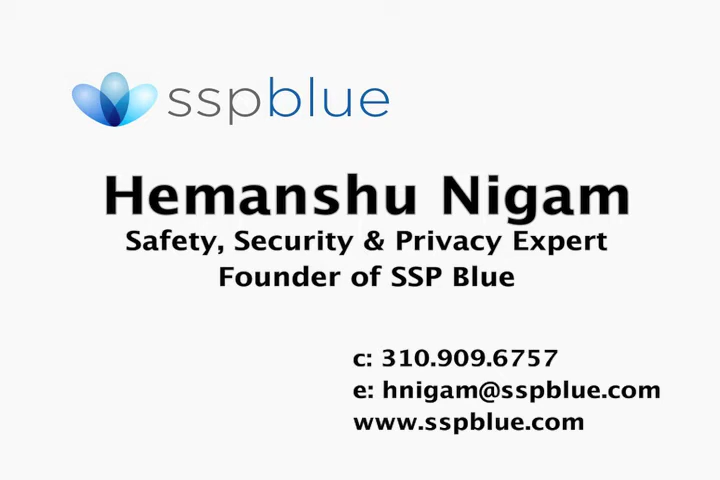 sspblue
Hemanshu Nigam
Safety, Security & Privacy Expert
Founder of SSP Blue
c: 310.909.6757
e: hnigam@sspblue.com
www.sspblue.com